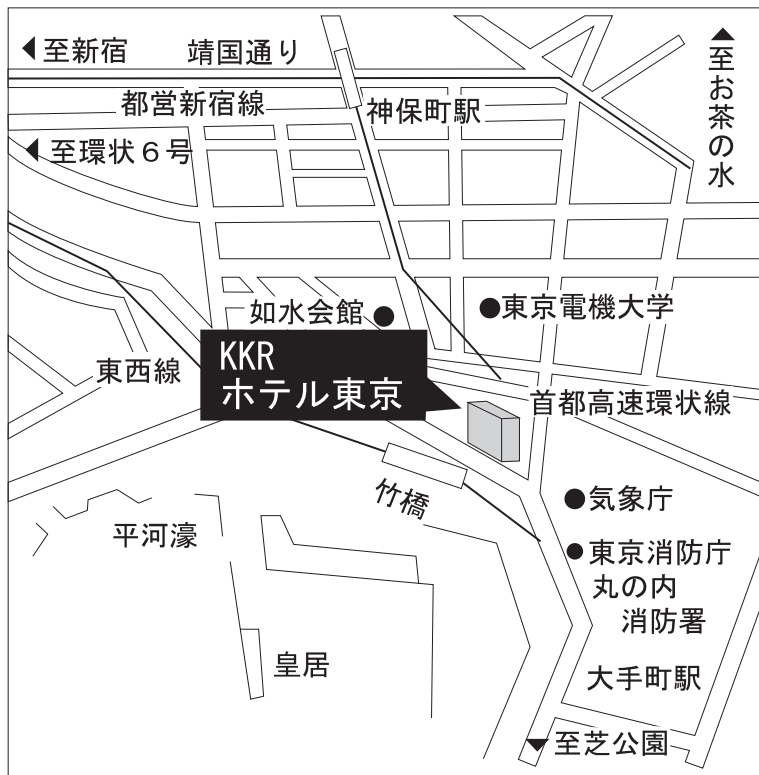 至新宿
靖国通り
至お茶の水
都営新宿線
神保町駅
至環状6号
如水会館
東京電機大学
東西線
KKR
ホテル東京
首都高速環状線
竹橋
気象庁
平河濠
東京消防庁
丸の内
消防署
皇居
大手町駅
至芝公園